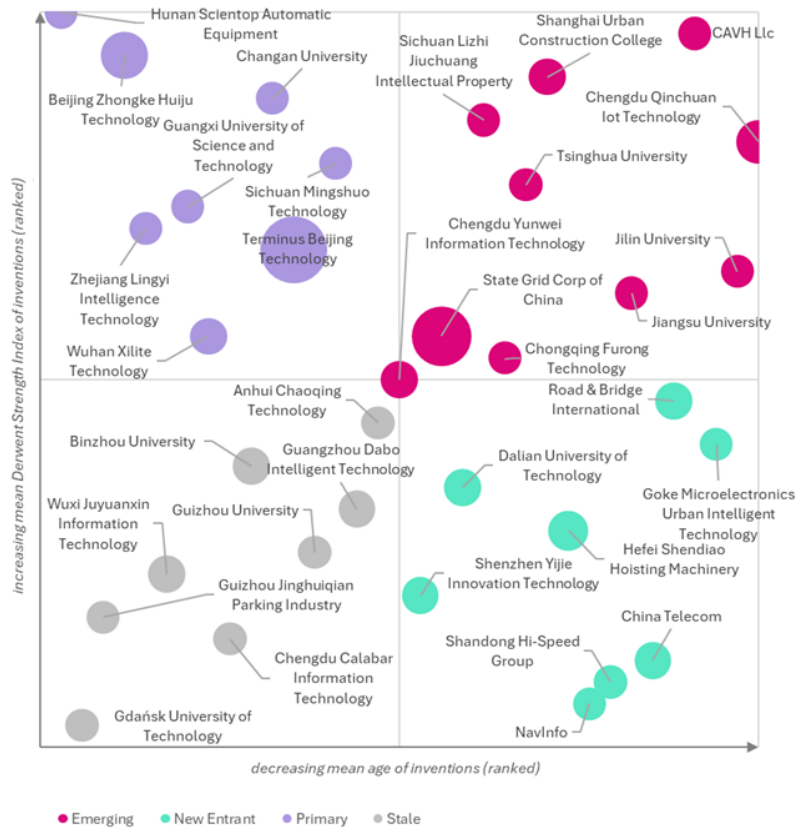 Hunan Scientop Automatic
Equipment
Beijing Zhongke Huiju
Technology
Changan University
Guangxi University of
Science and
Technology
Sichuan Mingshuo
Technology
Terminus Beijing
Technology
Zhejiang Lingyi
Intelligence
Technology
Wuhan Xilite
Technology
Shanghai Urban
Construction College
CAVH Llc
Sichuan Lizhi
Jiuchuang
Intellectual Property
Chengdu Qinchuan
Iot Technology
Tsinghua University
Chengdu Yunwei
Information Technology
Jilin University
State Grid Corp of
China
Jiangsu University
Chongqing Furong
Technology
Anhui Chaoqing
Technology
Binzhou University
Guangzhou Dabo
Intelligent Technology
Wuxi Juyuanxin
Information
Technology
Guizhou University
Guizhou Jinghuiqian
Parking Industry
Chengdu Calabar
Information
Technology
Gdańsk University of
Technology
Road & Bridge
International
Dalian University of
Technology
Goke Microelectronics
Urban Intelligent
Technology
Hefei Shendiao
Hoisting Machinery
Shenzhen Yijie
Innovation Technology
China Telecom
Shandong Hi-Speed
Group
NavInfo
increasing mean Derwent Strength Index of inventions (ranked)
decreasing mean age of inventions (ranked)
Emerging
New Entrant
Primary
Stale